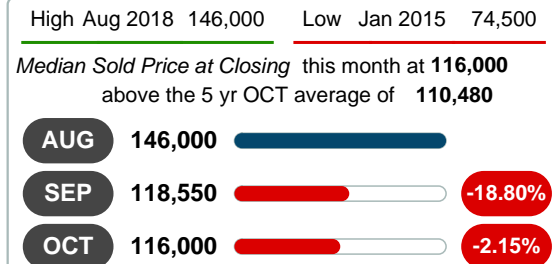 High Aug 2018 146,000 Low Jan 2015 74,500
Median Sold Price at Closing this month at 116,000
above the 5 yr OCT average of 110,480
AUG 146,000
SEP 118,550 -18.80%
OCT 116,000 -2.15%